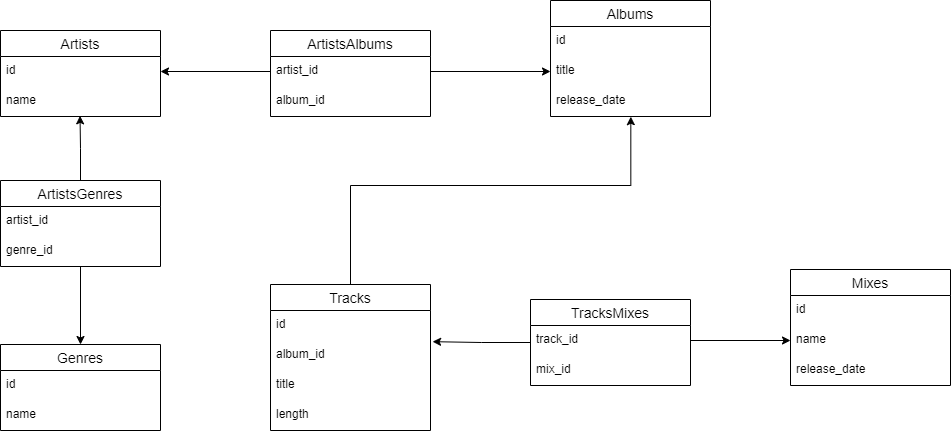 Artists
id
name
ArtistsAlbums
artist_id
album_id
Albums
id
title
release_date
ArtistsGenres
artist_id
genre_id
Genres
id
name
Tracks
id
album_id
title
length
TracksMixes
track_id
mix_id
Mixes
id
name
release_date